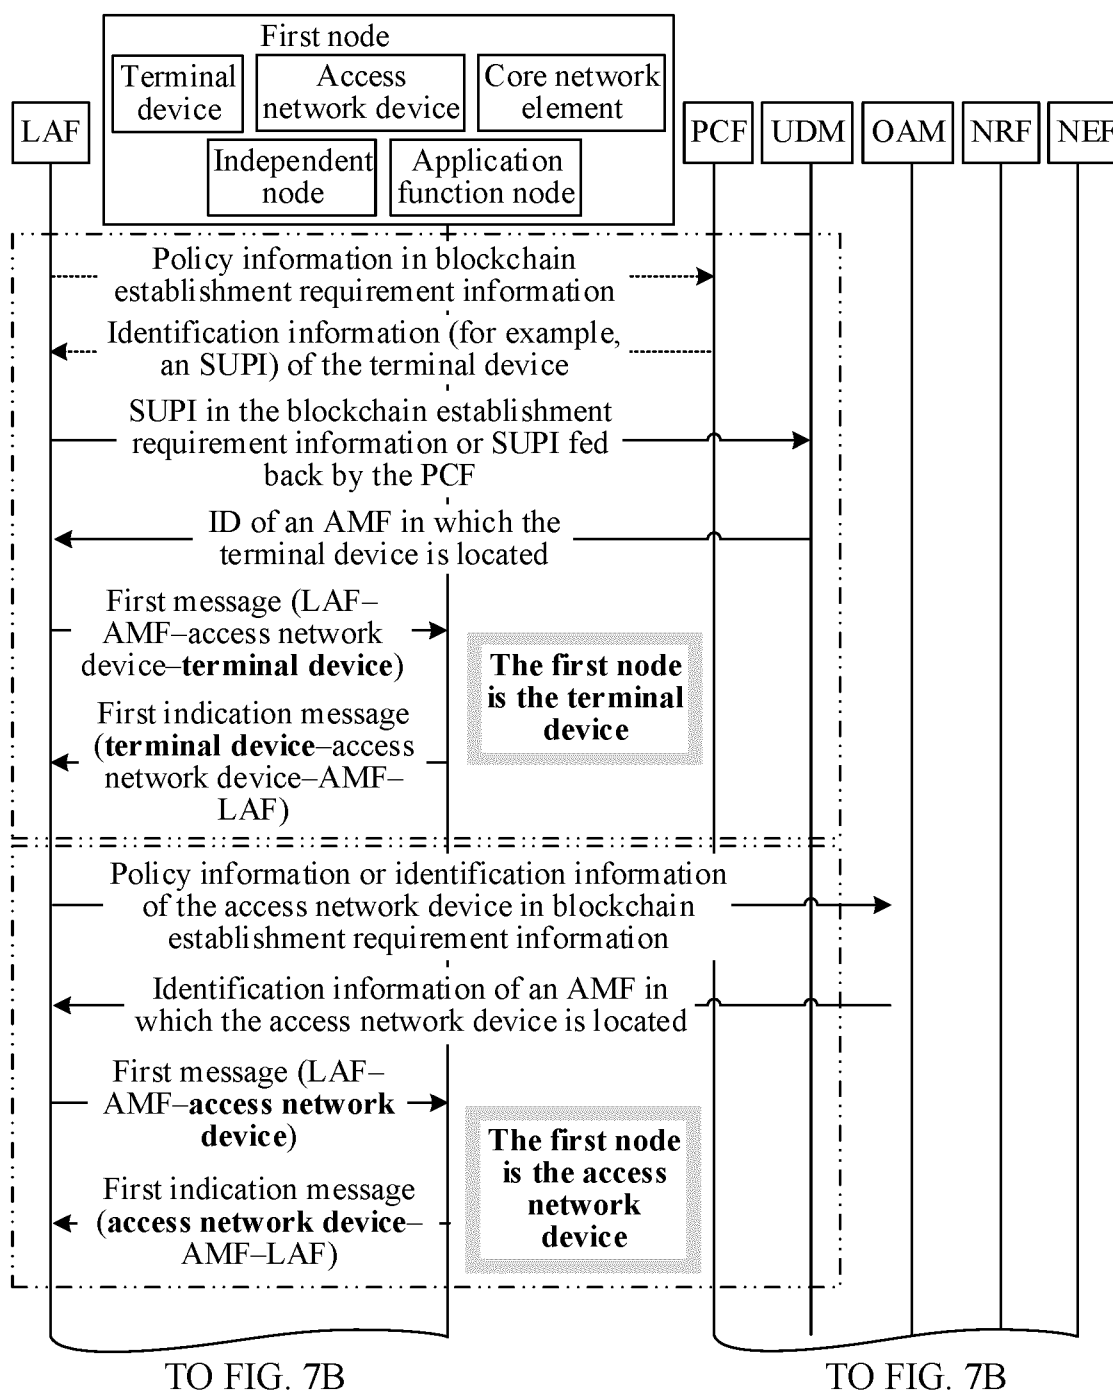 First node
Terminal
device
Access
network device
Core network
element
Independent
node
Application
function node
LAF
PCF
UDM
OAM
NRF
NEF
Policy information in blockchain
establishment requirement information
Identification information (for example,
an SUPI) of the terminal device
SUPI in the blockchain establishment
requirement information or SUPI fed
back by the PCF
ID of an AMF in which the
terminal device is located
First message (LAF–
AMF–access network
device–terminal device)
The first node
is the terminal
device
First indication message
(terminal device–access
network device–AMF–
LAF)
Policy information or identification information
of the access network device in blockchain
establishment requirement information
Identification information of an AMF in
which the access network device is located
First message (LAF–
AMF–access network
device)
The first node
is the access
network
device
First indication message
(access network device–
AMF–LAF)
TO FIG. 7B
TO FIG. 7B